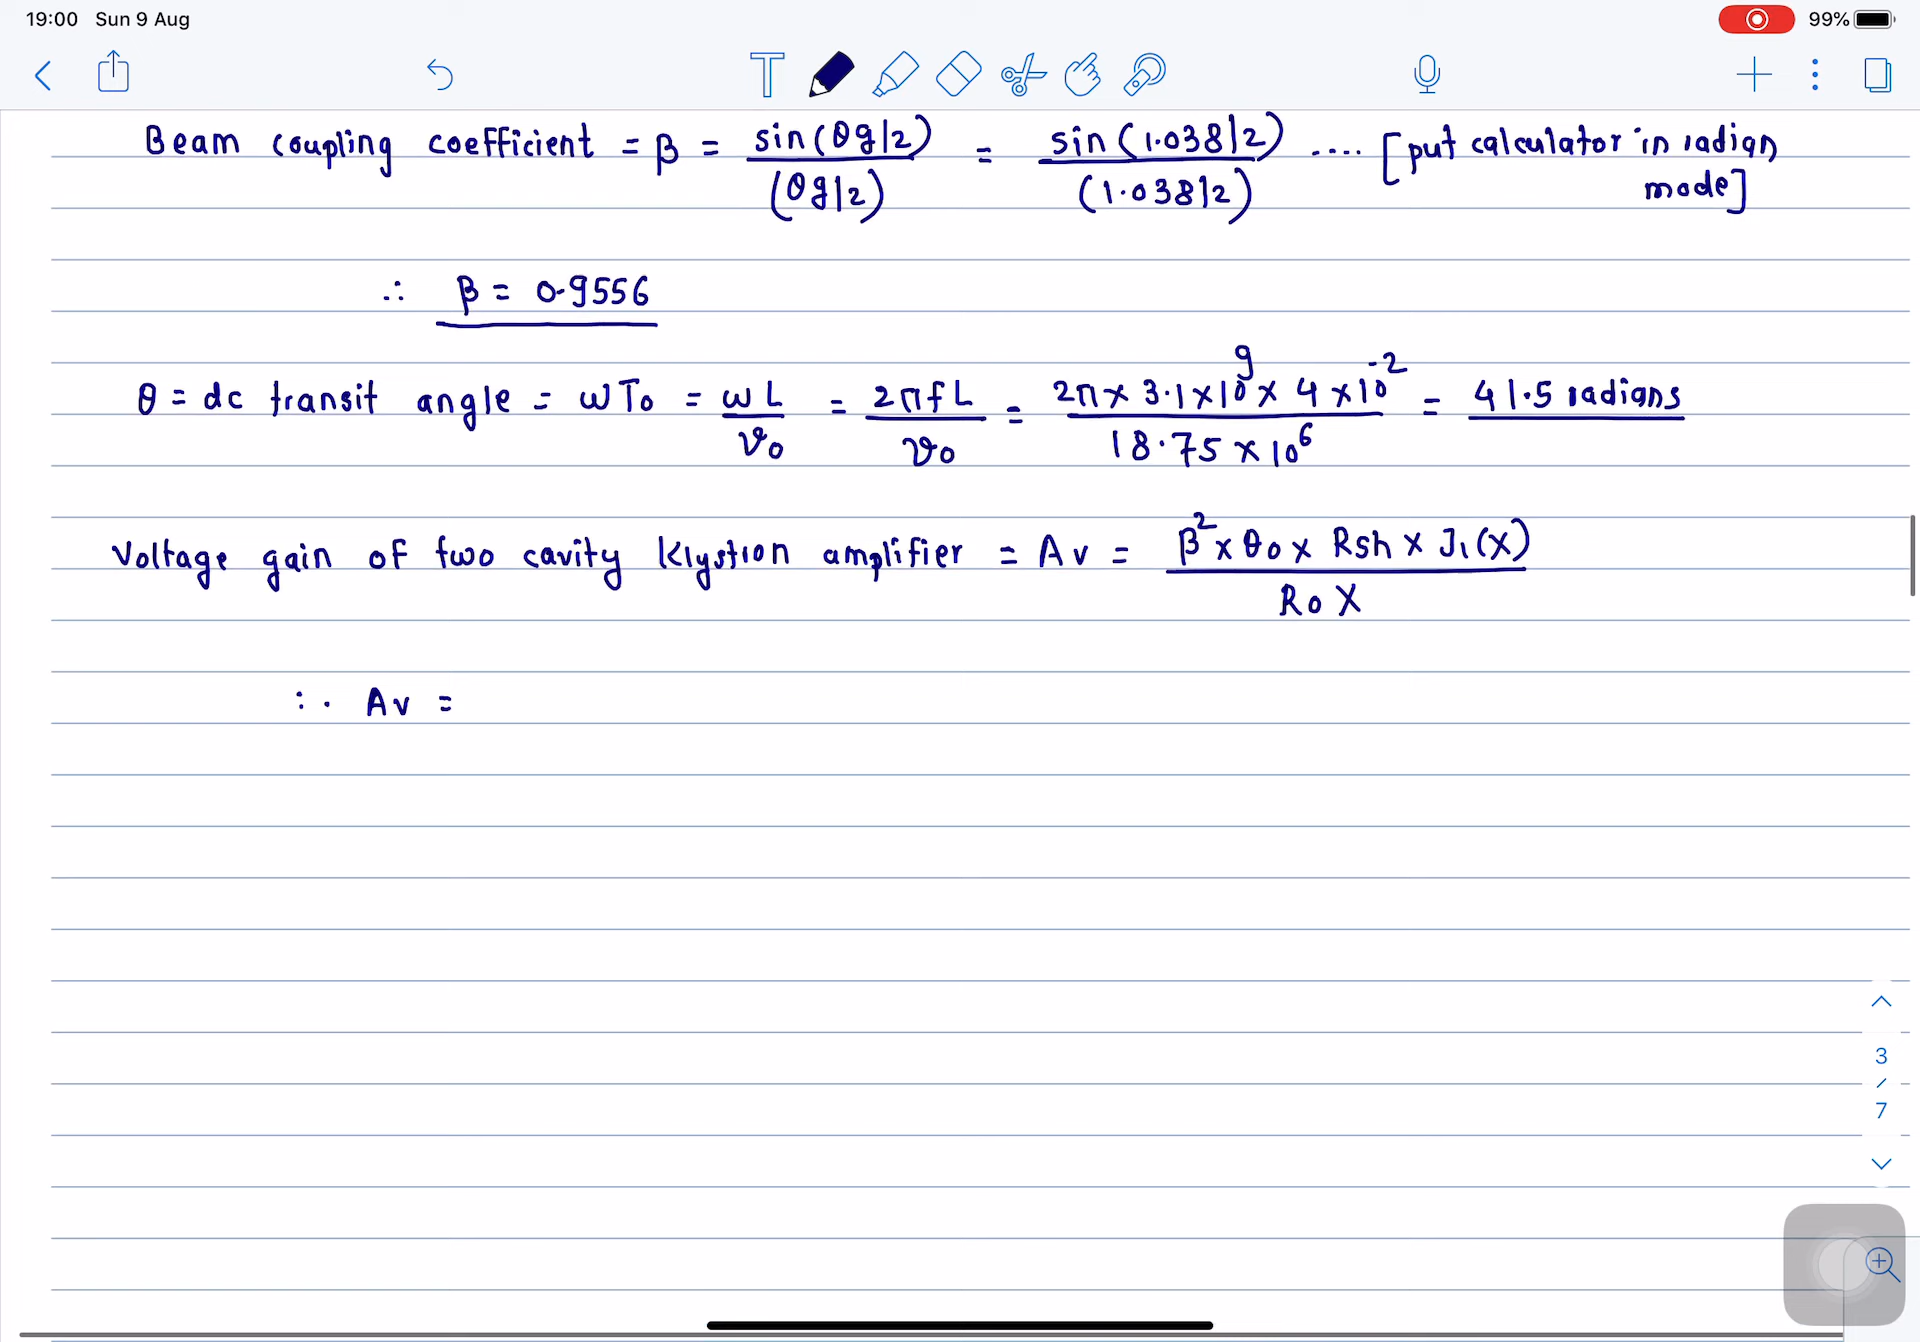 19:00 Sun 9 Aug 99%
Beam coupling coefficient = β = sin(θg/2) / (θg/2) = sin(1.038/2) / (1.038/2) .... [put calculator in radian mode]
∴ β = 0.9556
θ = dc transit angle = ωTo = ωL / vo = 2πfL / vo = 2π x 3.1 x 10^9 x 4 x 10^-2 / 18.75 x 10^6 = 41.5 radians
Voltage gain of two cavity Klystron amplifier = Av = β² x θo x Rsh x J₁(X) / Ro X
∴ Av =
3
/
7